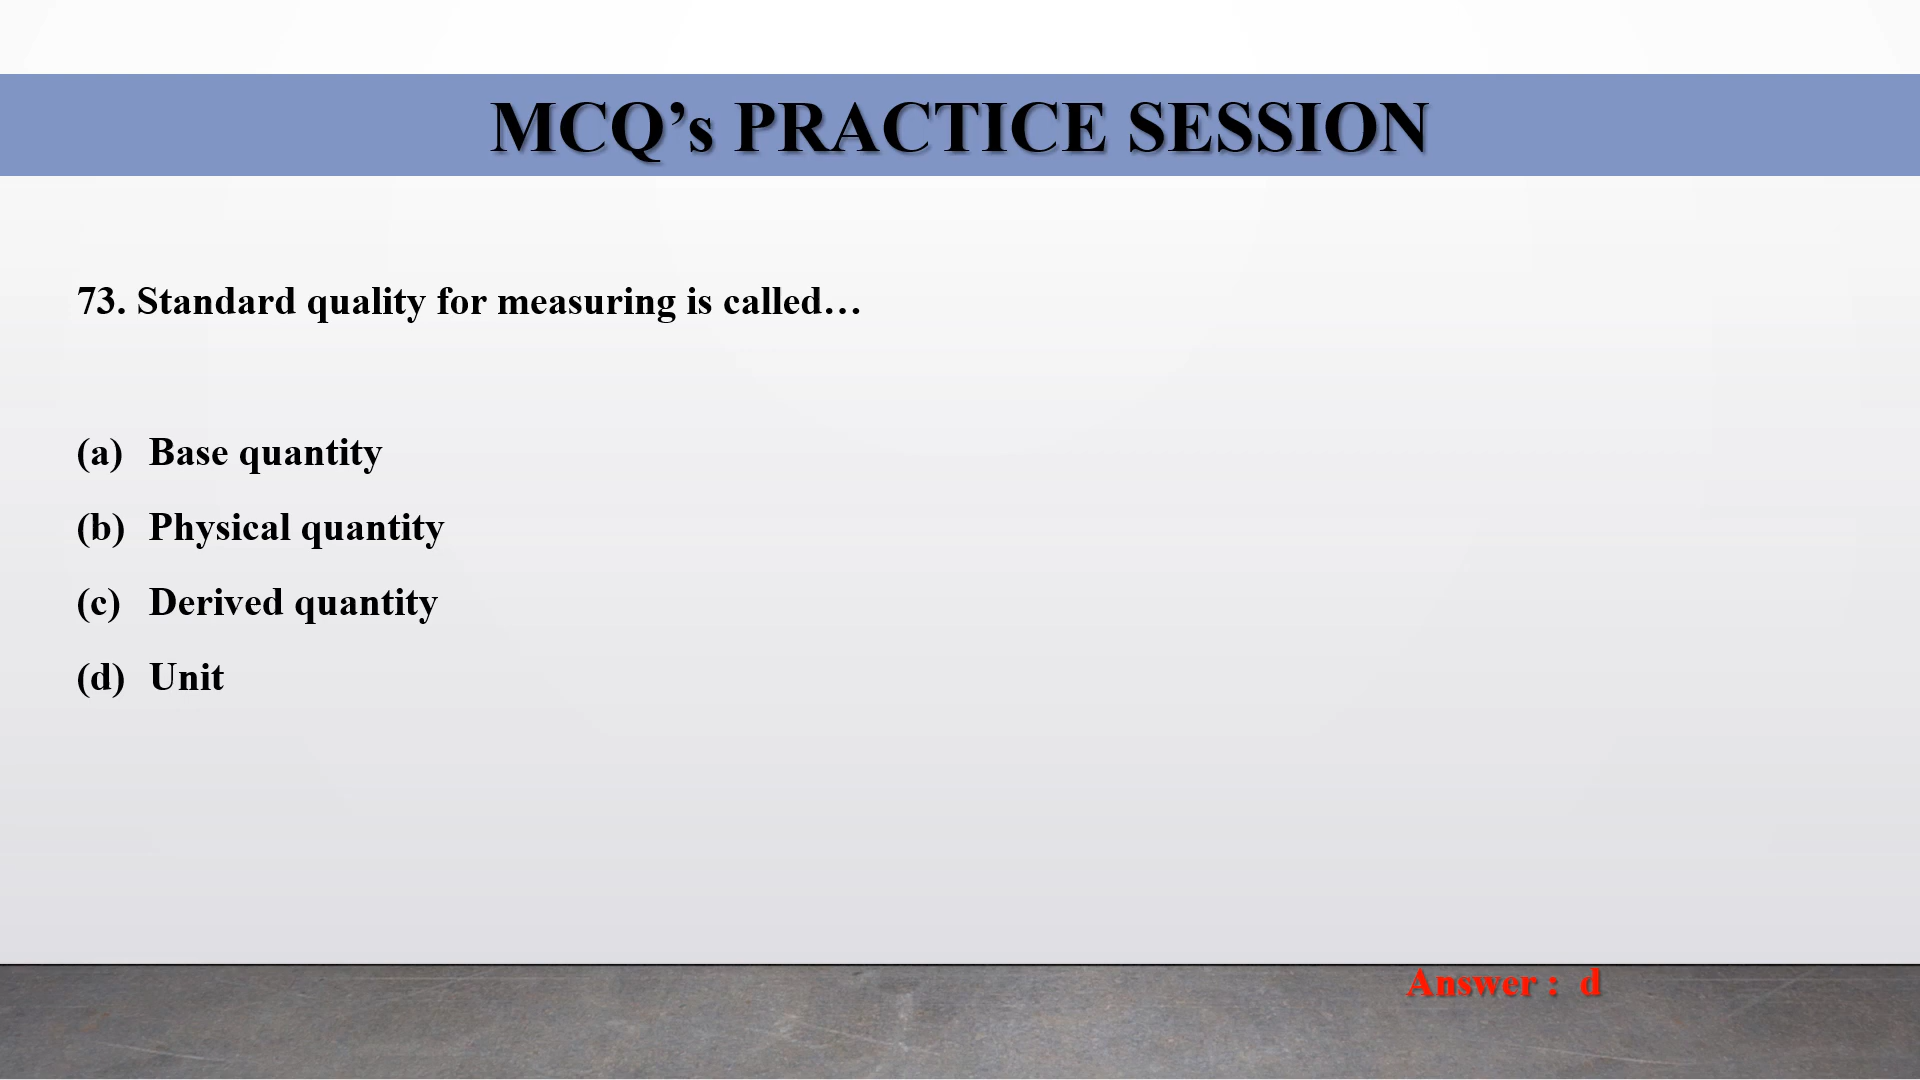 MCQ’s PRACTICE SESSION
73. Standard quality for measuring is called…
(a) Base quantity
(b) Physical quantity
(c) Derived quantity
(d) Unit
Answer : d